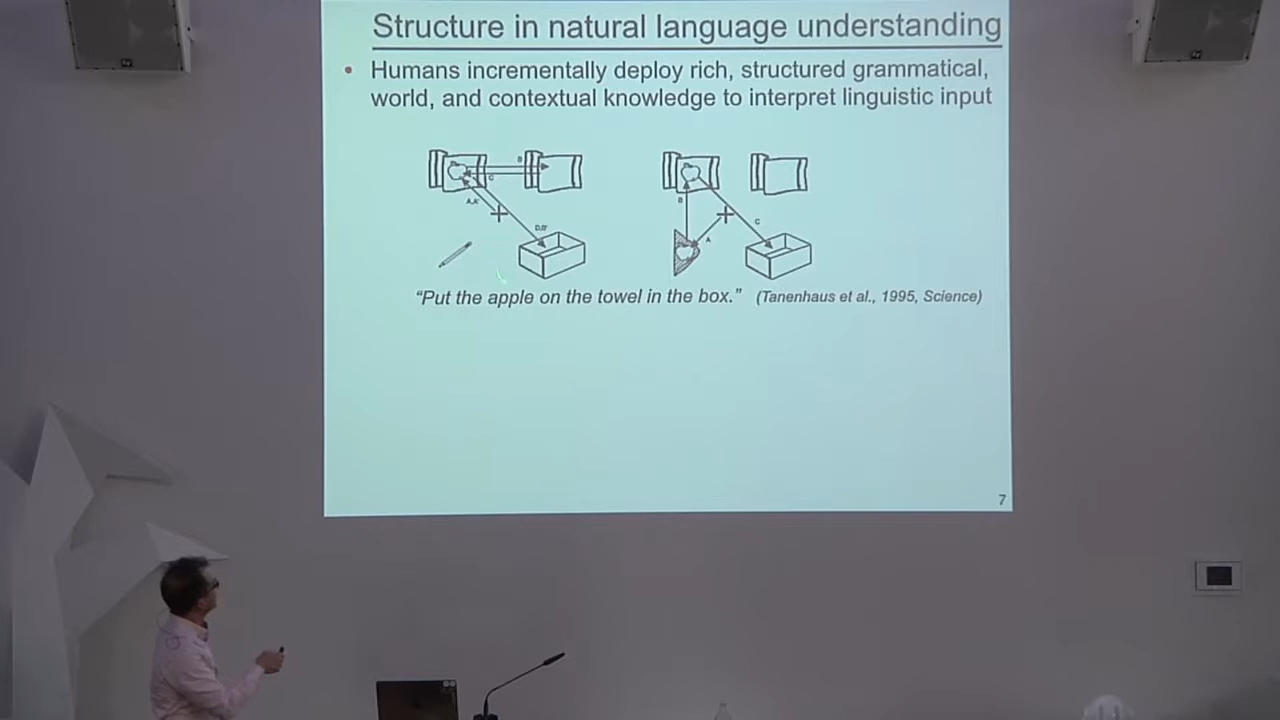 Structure in natural language understanding
• Humans incrementally deploy rich, structured grammatical,
world, and contextual knowledge to interpret linguistic input
B
C
A,A'
D,B'
B
A
C
“Put the apple on the towel in the box.” (Tanenhaus et al., 1995, Science)
7